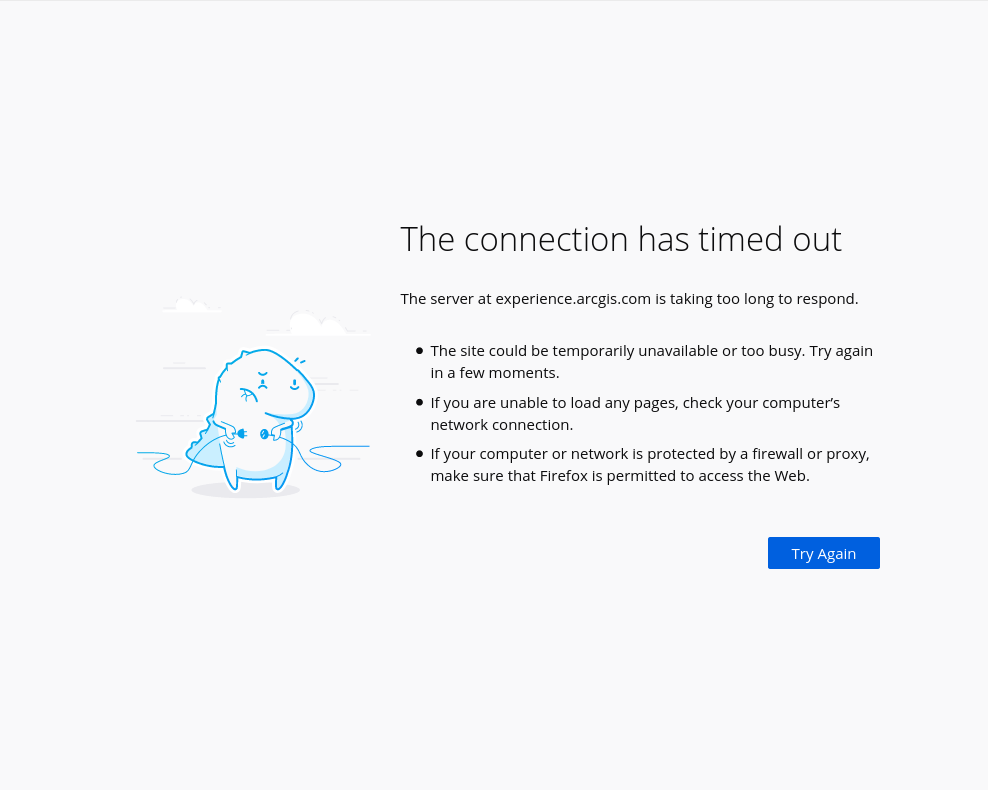 The connection has timed out
The server at experience.arcgis.com is taking too long to respond.
The site could be temporarily unavailable or too busy. Try again
in a few moments.
If you are unable to load any pages, check your computer’s
network connection.
If your computer or network is protected by a firewall or proxy,
make sure that Firefox is permitted to access the Web.
Try Again